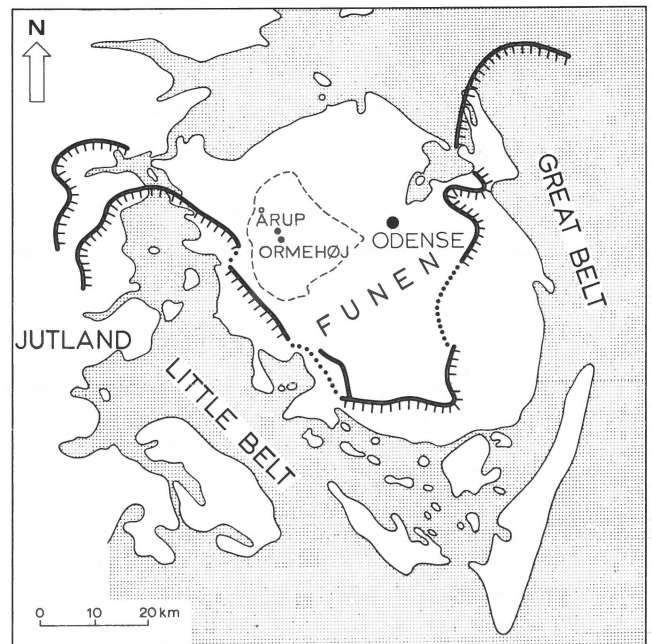 N
ÅRUP
ORMEHØJ
ODENSE
FUNEN
GREAT BELT
JUTLAND
LITTLE BELT
0 10 20 km